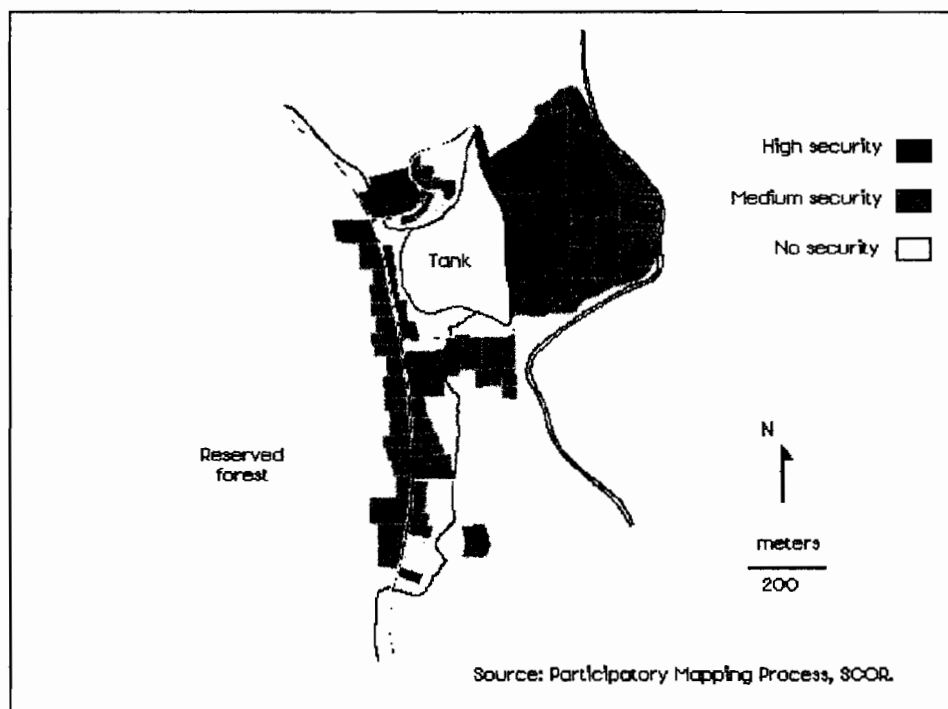 High security
Medium security
No security
Tank
N
Reserved
forest
meters
200
Source: Participatory Mapping Process, SCOR.